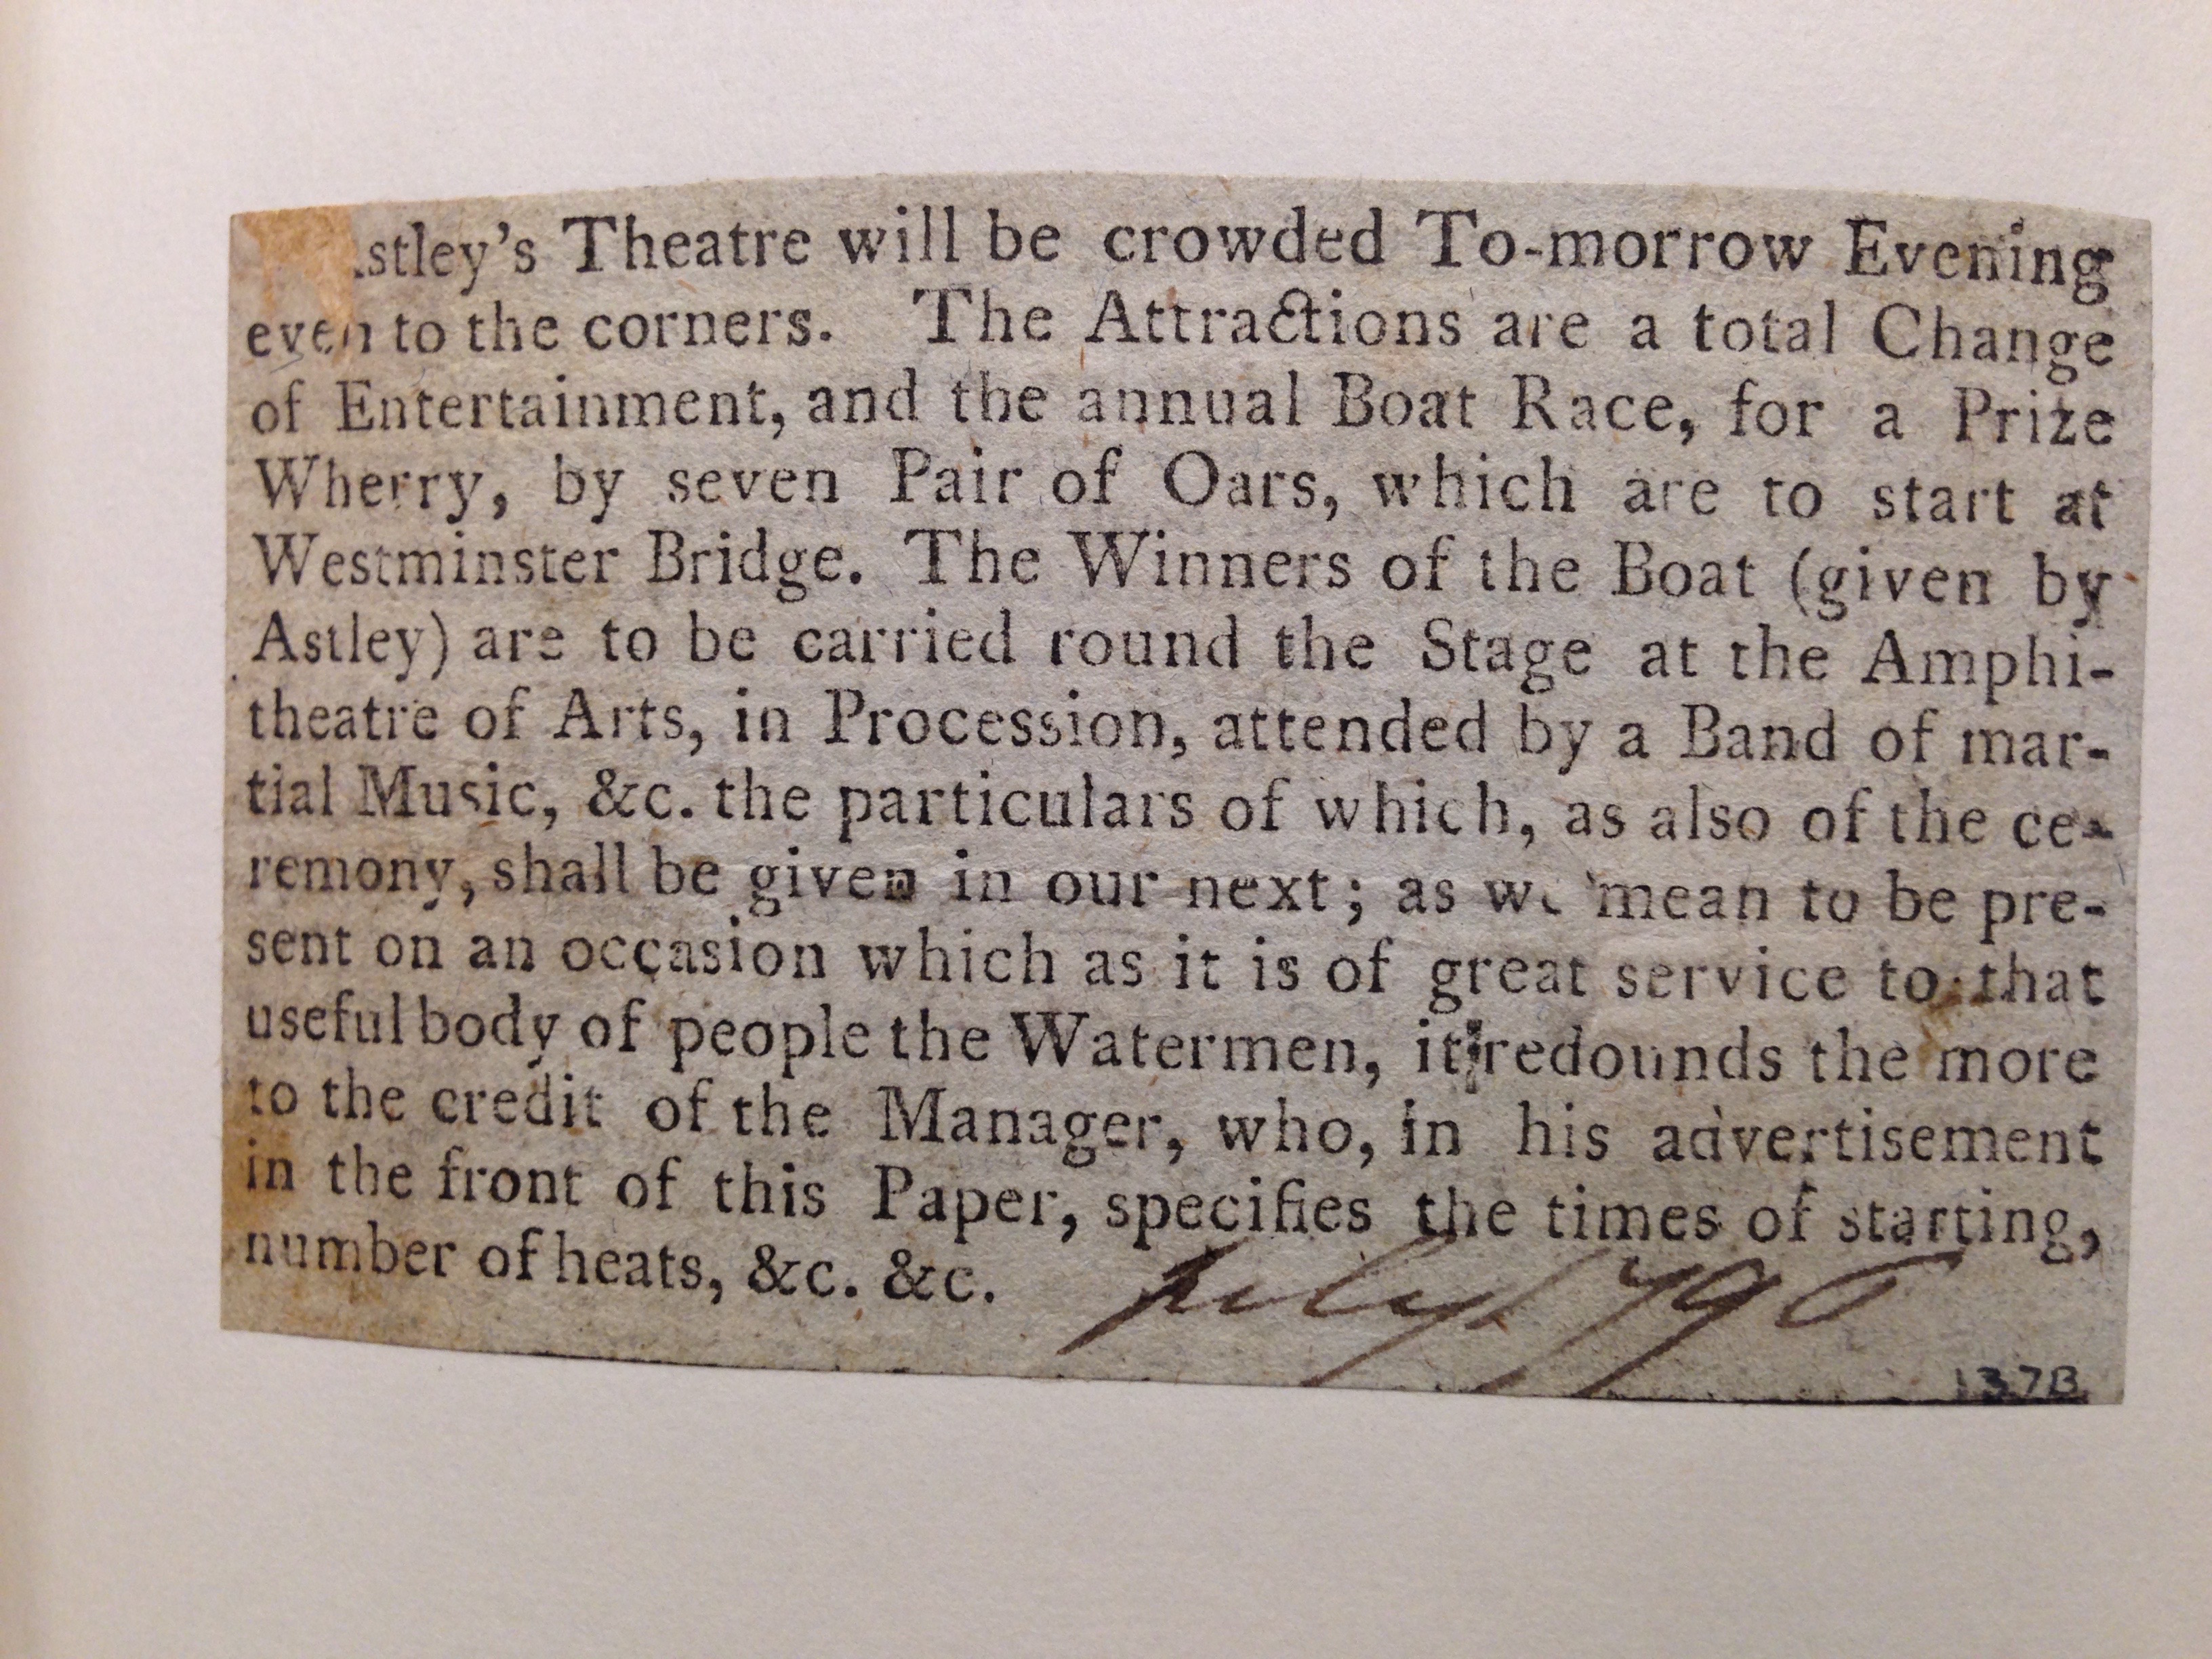 Astley's Theatre will be crowded To-morrow Evening
even to the corners. The Attractions are a total Change
of Entertainment, and the annual Boat Race, for a Prize
Wherry, by seven Pair of Oars, which are to start at
Westminster Bridge. The Winners of the Boat (given by
Astley) are to be carried round the Stage at the Amphi-
theatre of Arts, in Procession, attended by a Band of mar-
tial Music, &c. the particulars of which, as also of the ce-
remony, shall be given in our next; as we mean to be pre-
sent on an occasion which as it is of great service to that
useful body of people the Watermen, it redounds the more
to the credit of the Manager, who, in his advertisement
in the front of this Paper, specifies the times of starting,
number of heats, &c. &c.
July 1790
137B